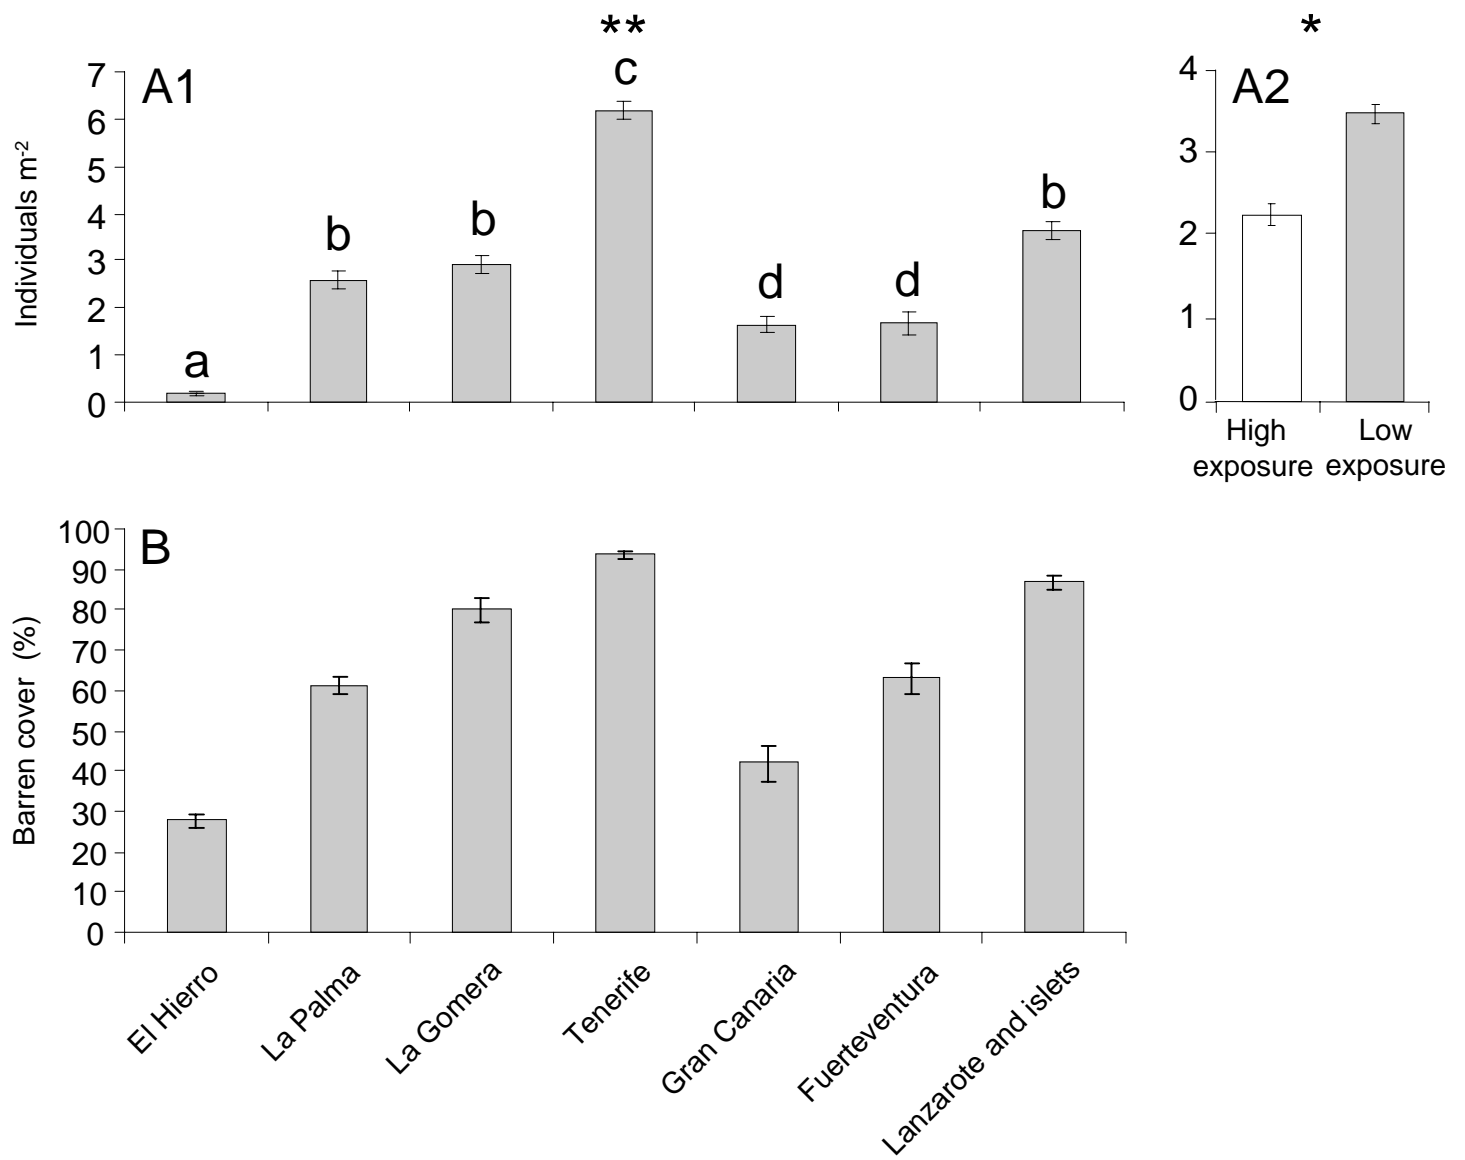 **
*
7
A1
c
6
5
4
3
2
1
0
Individuals m-2
a
b
b
d
d
b
4
A2
3
2
1
0
High
exposure
Low
exposure
100
B
90
80
70
60
50
40
30
20
10
0
Barren cover (%)
El Hierro
La Palma
La Gomera
Tenerife
Gran Canaria
Fuerteventura
Lanzarote and islets